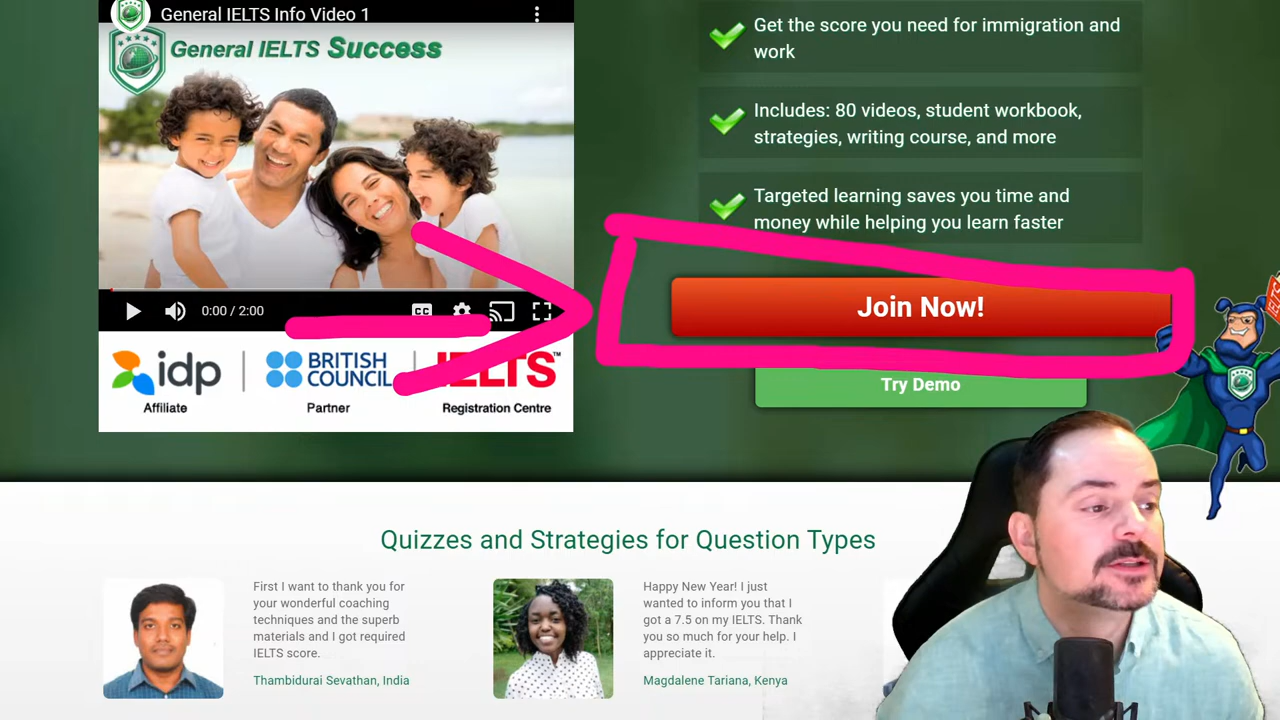 General IELTS Info Video 1
General IELTS Success
0:00 / 2:00
CC
idp
Affiliate
BRITISH
COUNCIL
Partner
IELTS™
Registration Centre
Get the score you need for immigration and
work
Includes: 80 videos, student workbook,
strategies, writing course, and more
Targeted learning saves you time and
money while helping you learn faster
Join Now!
Try Demo
Quizzes and Strategies for Question Types
First I want to thank you for
your wonderful coaching
techniques and the superb
materials and I got required
IELTS score.
Thambidurai Sevathan, India
Happy New Year! I just
wanted to inform you that I
got a 7.5 on my IELTS. Thank
you so much for your help. I
appreciate it.
Magdalene Tariana, Kenya